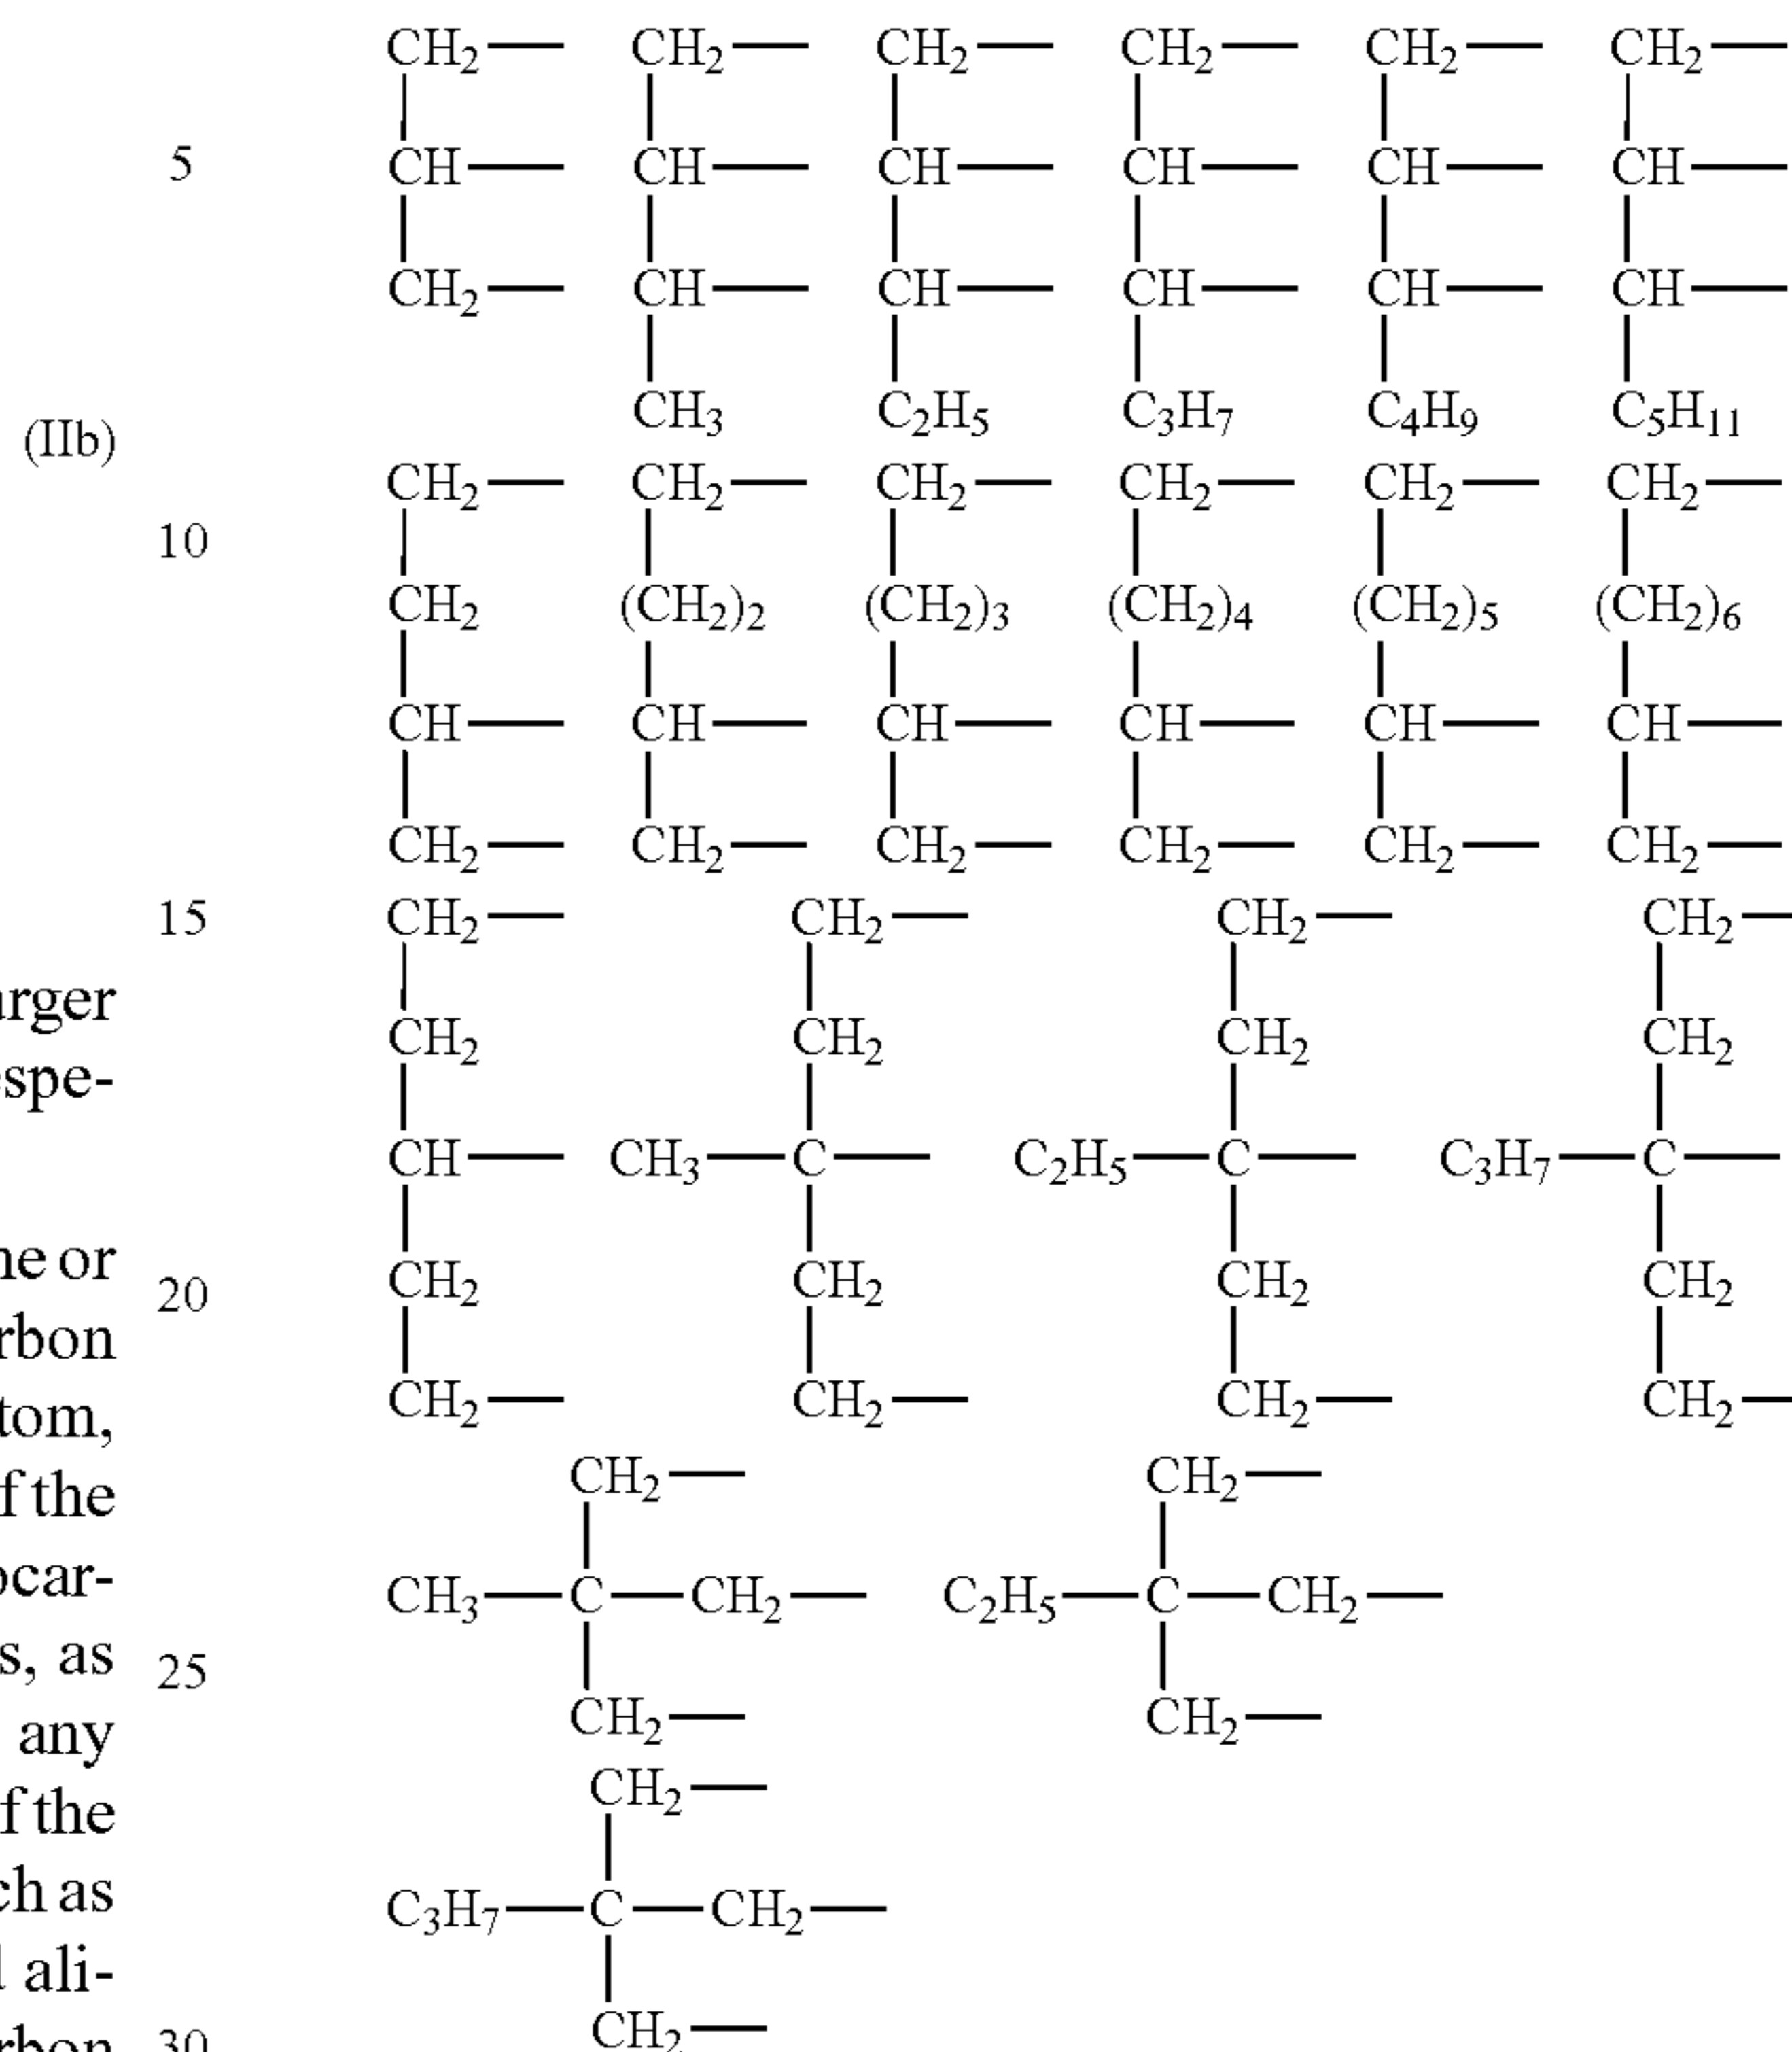 CH2— CH2— CH2— CH2— CH2— CH2—
5 CH— CH— CH— CH— CH— CH—
CH2— CH— CH— CH— CH— CH—
CH3 C2H5 C3H7 C4H9 C5H11
(IIb)
CH2— CH2— CH2— CH2— CH2— CH2—
10
CH2 (CH2)2 (CH2)3 (CH2)4 (CH2)5 (CH2)6
CH— CH— CH— CH— CH— CH—
CH2— CH2— CH2— CH2— CH2— CH2—
15 CH2— CH2— CH2— CH2—
arger
CH2 CH2 CH2 CH2
espe-
CH— CH3—C— C2H5—C— C3H7—C—
ne or
20 CH2 CH2 CH2 CH2
rbon
CH2— CH2— CH2— CH2—
tom,
CH2— CH2—
f the
ocar-
CH3—C—CH2— C2H5—C—CH2—
s, as 25
CH2— CH2—
any
CH2—
f the
ch as
C3H7—C—CH2—
ali-
CH2—
rbon 30